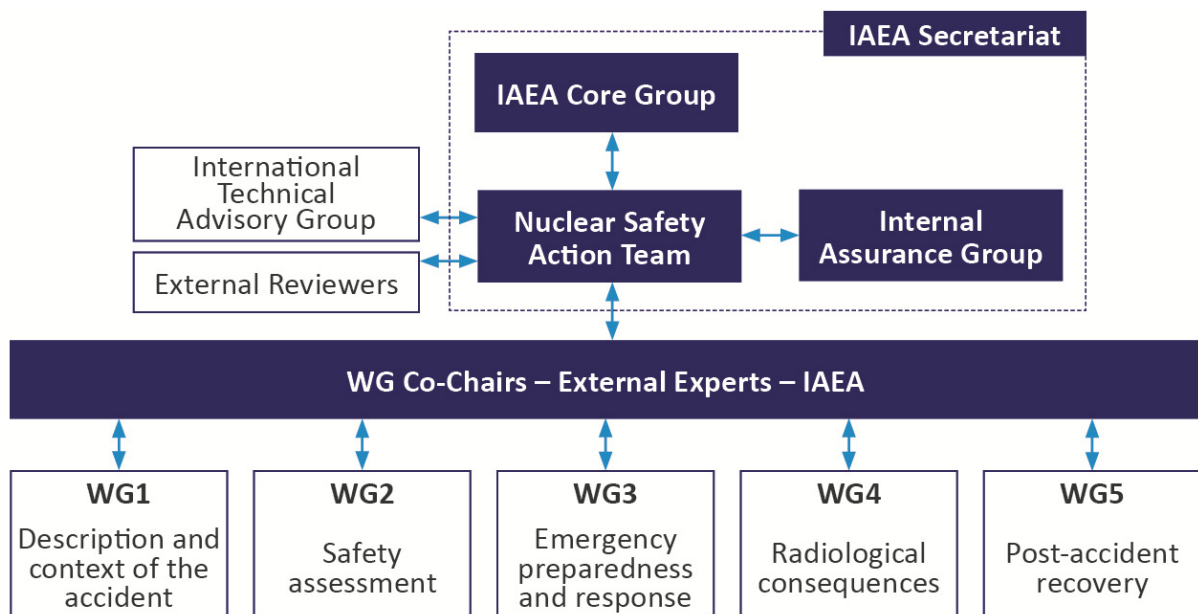 IAEA Secretariat
IAEA Core Group
International
Technical
Advisory Group
Nuclear Safety
Action Team
Internal
Assurance Group
External Reviewers
WG Co-Chairs – External Experts – IAEA
WG1
Description and
context of the
accident
WG2
Safety
assessment
WG3
Emergency
preparedness
and response
WG4
Radiological
consequences
WG5
Post-accident
recovery